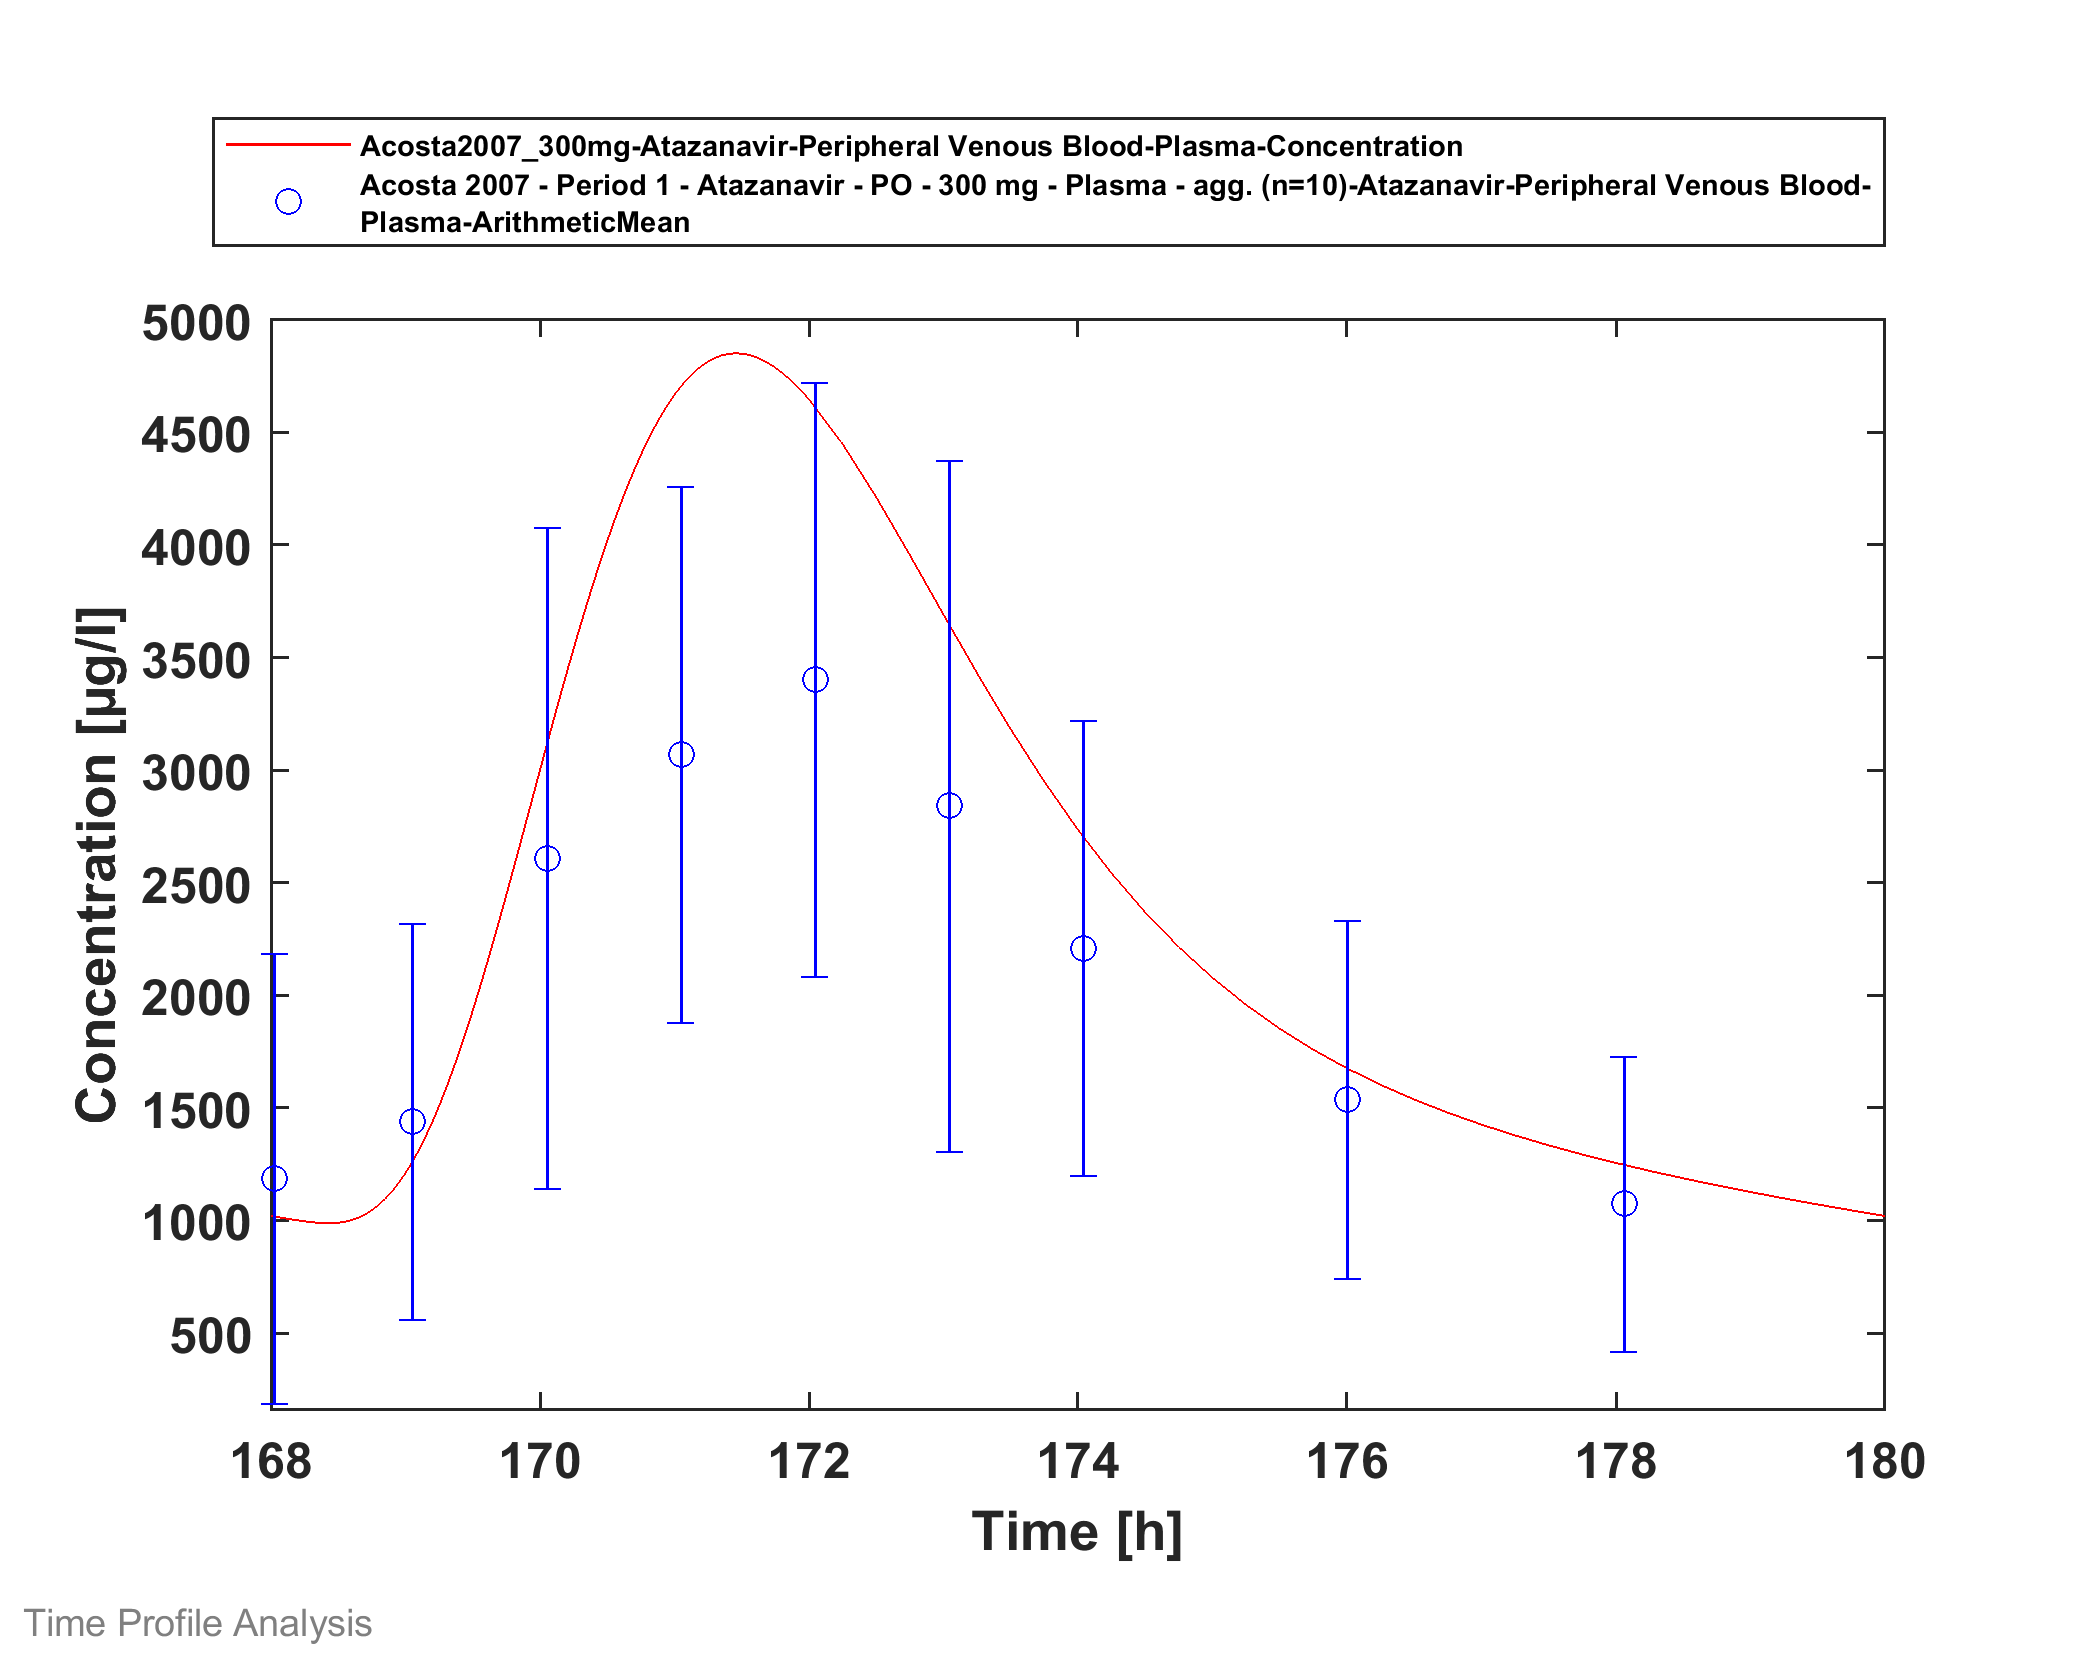 Acosta2007_300mg-Atazanavir-Peripheral Venous Blood-Plasma-Concentration
Acosta 2007 - Period 1 - Atazanavir - PO - 300 mg - Plasma - agg. (n=10)-Atazanavir-Peripheral Venous Blood-
Plasma-ArithmeticMean
5000
4500
4000
3500
3000
2500
2000
1500
1000
500
Concentration [µg/l]
168 170 172 174 176 178 180
Time [h]
Time Profile Analysis